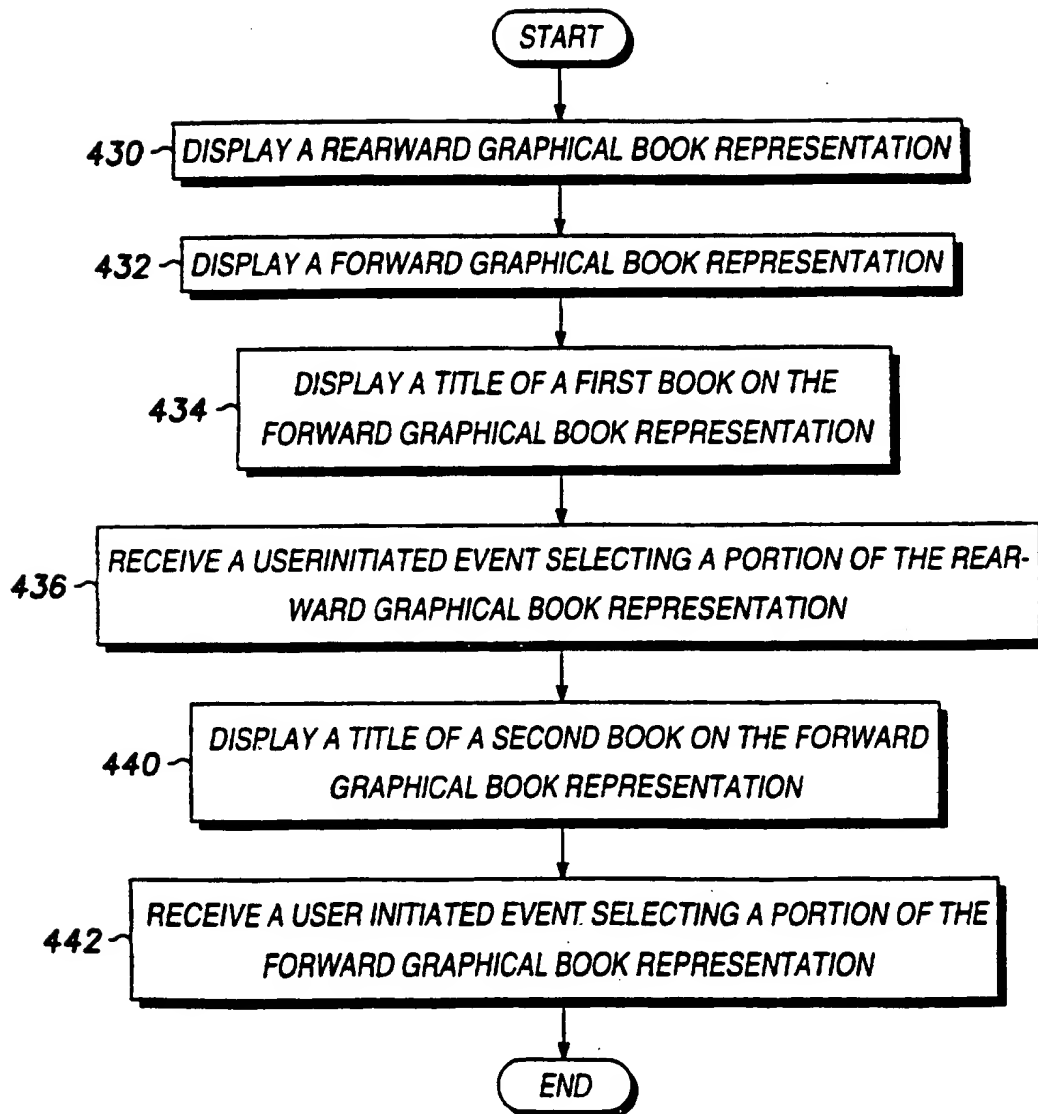 START
430 DISPLAY A REARWARD GRAPHICAL BOOK REPRESENTATION
432 DISPLAY A FORWARD GRAPHICAL BOOK REPRESENTATION
DISPLAY A TITLE OF A FIRST BOOK ON THE
434
FORWARD GRAPHICAL BOOK REPRESENTATION
RECEIVE A USERINITIATED EVENT SELECTING A PORTION OF THE REAR-
436
WARD GRAPHICAL BOOK REPRESENTATION
DISPLAY A TITLE OF A SECOND BOOK ON THE FORWARD
440
GRAPHICAL BOOK REPRESENTATION
RECEIVE A USER INITIATED EVENT SELECTING A PORTION OF THE
442
FORWARD GRAPHICAL BOOK REPRESENTATION
END